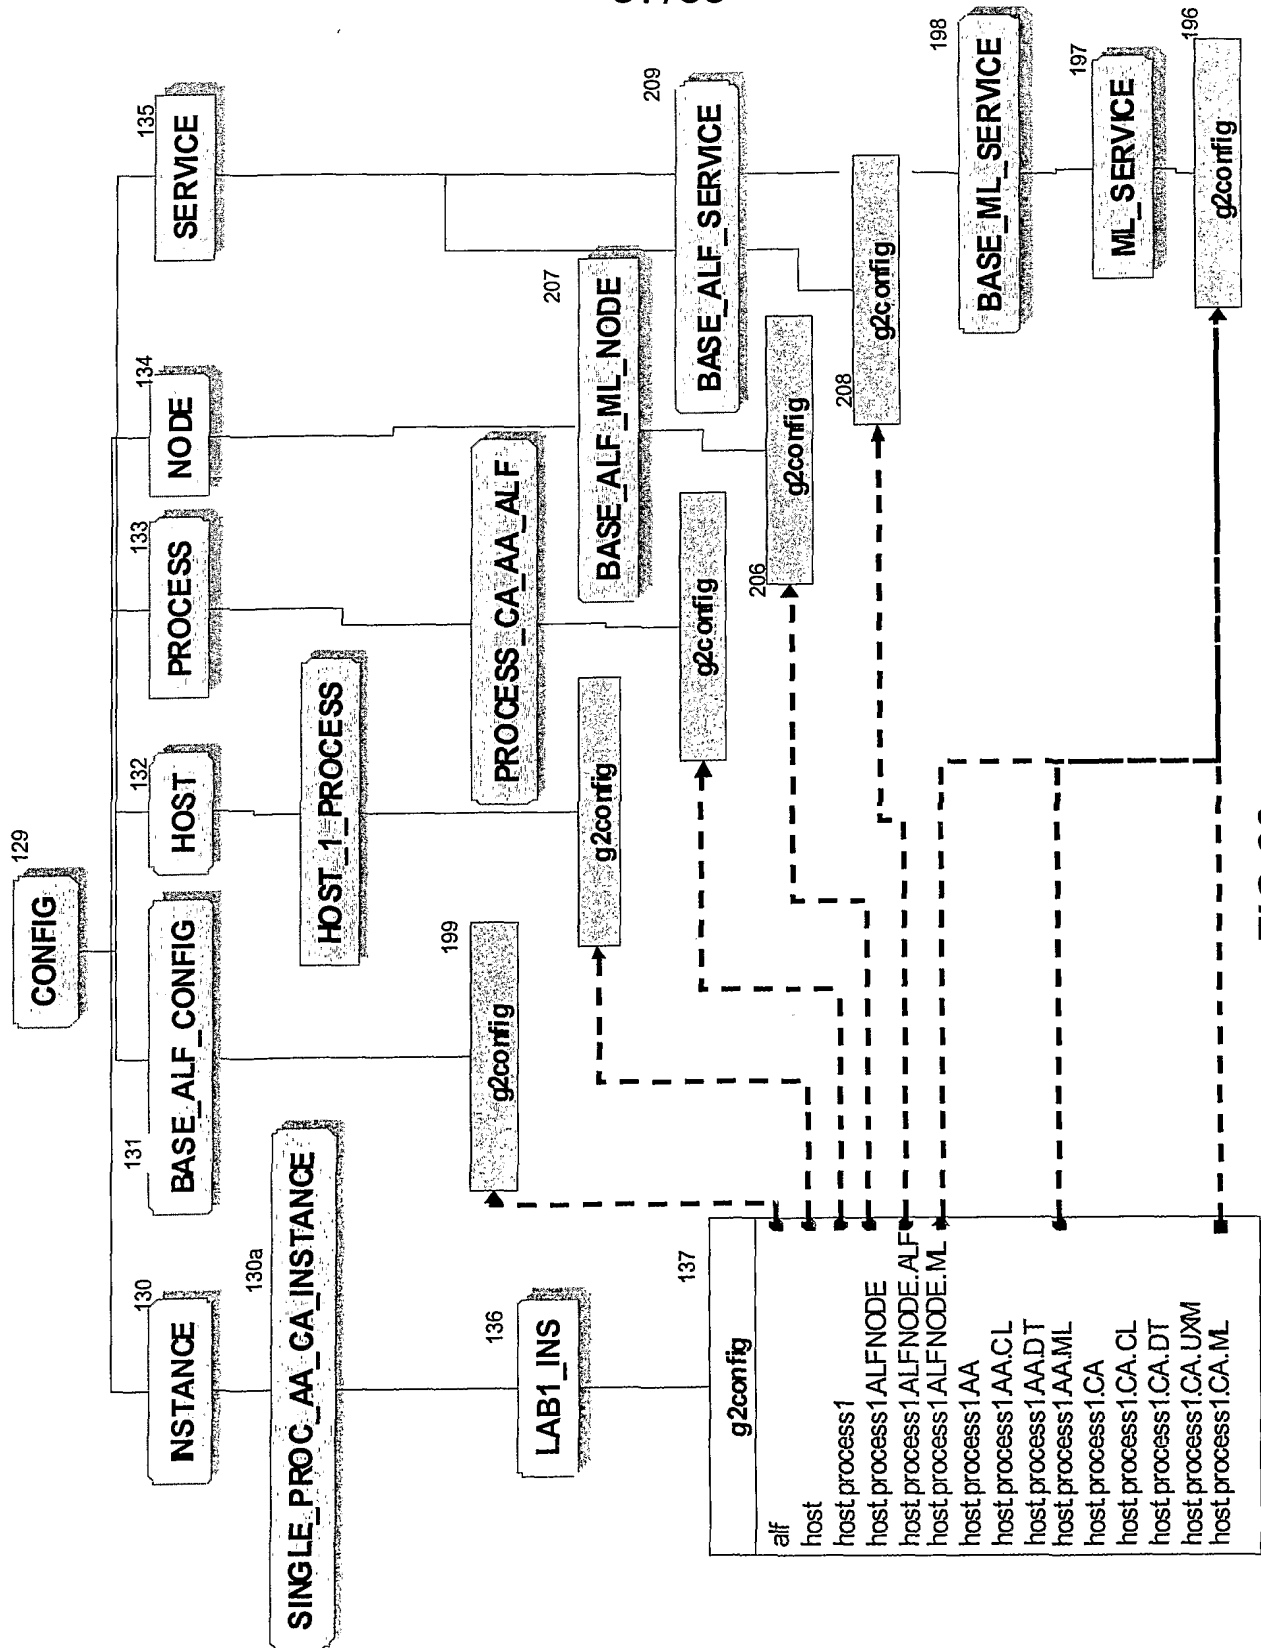 CONFIG
129
INSTANCE
130
BASE_ALF_CONFIG
131
HOST
132
PROCESS
133
NODE
134
SERVICE
135
SINGLE_PROC_AA_CA_INSTANCE
130a
HOST_1_PROCESS
LAB1_INS
136
g2config
199
g2config
PROCESS_CA_AA_ALF
g2config
BASE_ALF_ML_NODE
207
g2config
206
BASE_ALF_SERVICE
209
g2config
208
BASE_ML_SERVICE
198
ML_SERVICE
197
g2config
196
g2config
137
alf
host
host.process1
host.process1.ALFNODE
host.process1.ALFNODE.ALF
host.process1.ALFNODE.ML
host.process1.AA
host.process1.AA.CL
host.process1.AA.DT
host.process1.AA.ML
host.process1.CA
host.process1.CA.CL
host.process1.CA.DT
host.process1.CA.UXM
host.process1.CA.ML